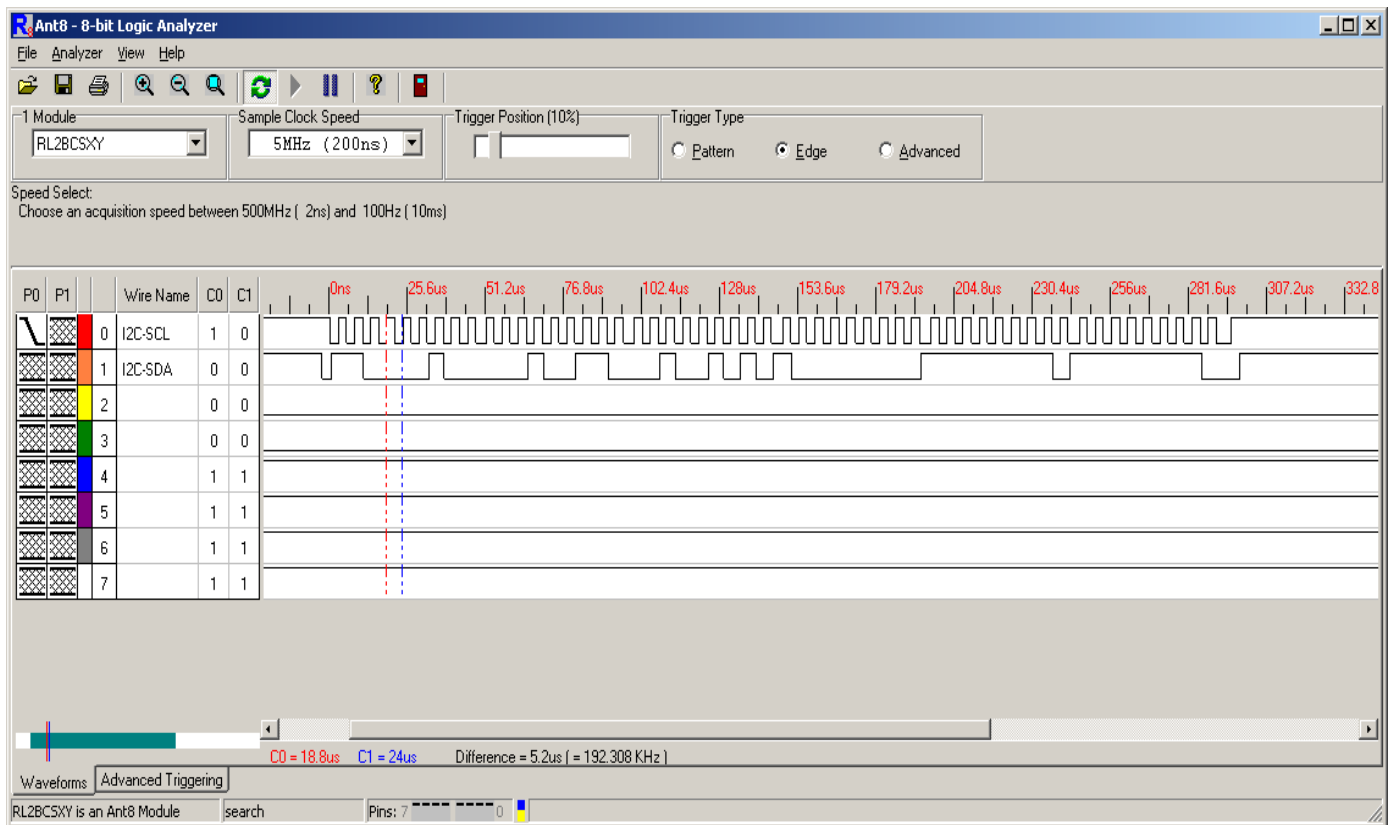 Ant8 - 8-bit Logic Analyzer
File Analyzer View Help
1 Module Sample Clock Speed Trigger Position (10%) Trigger Type
RL2BCSXY 5MHz (200ns) Pattern Edge Advanced
Speed Select:
Choose an acquisition speed between 500MHz ( 2ns) and 100Hz ( 10ms)
P0 P1 Wire Name C0 C1 0ns 25.6us 51.2us 76.8us 102.4us 128us 153.6us 179.2us 204.8us 230.4us 256us 281.6us 307.2us 332.8
0 I2C-SCL 1 0
1 I2C-SDA 0 0
2 0 0
3 0 0
4 1 1
5 1 1
6 1 1
7 1 1
C0 = 18.8us C1 = 24us Difference = 5.2us ( = 192.308 KHz )
Waveforms Advanced Triggering
RL2BCSXY is an Ant8 Module search Pins: 7 0